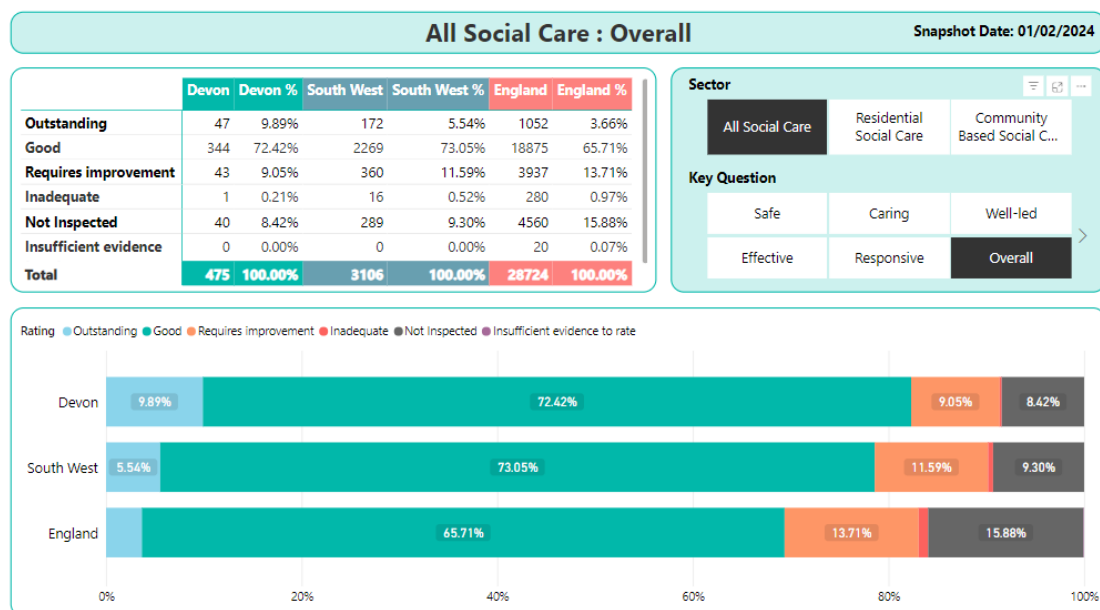 All Social Care : Overall
Snapshot Date: 01/02/2024
Devon Devon % South West South West % England England %
Outstanding 47 9.89% 172 5.54% 1052 3.66%
Good 344 72.42% 2269 73.05% 18875 65.71%
Requires improvement 43 9.05% 360 11.59% 3937 13.71%
Inadequate 1 0.21% 16 0.52% 280 0.97%
Not Inspected 40 8.42% 289 9.30% 4560 15.88%
Insufficient evidence 0 0.00% 0 0.00% 20 0.07%
Total 475 100.00% 3106 100.00% 28724 100.00%
Sector
All Social Care
Residential
Social Care
Community
Based Social C...
Key Question
Safe Caring Well-led
Effective Responsive Overall
Rating Outstanding Good Requires improvement Inadequate Not Inspected Insufficient evidence to rate
Devon 9.89% 72.42% 9.05% 8.42%
South West 5.54% 73.05% 11.59% 9.30%
England 65.71% 13.71% 15.88%
0% 20% 40% 60% 80% 100%